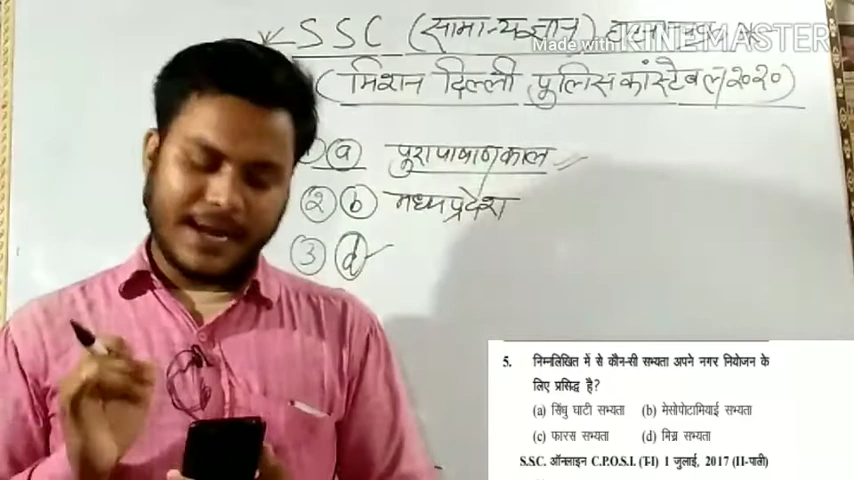 SSC (सामान्यज्ञान)
Made with KINEMASTER
(मिशन दिल्ली पुलिस कांस्टेबल २०२०)
① ⓐ पुरापाषाणकाल
② ⓑ मध्यप्रदेश
③ ⓓ
5. निम्नलिखित में से कौन-सी सभ्यता अपने नगर नियोजन के
लिए प्रसिद्ध है?
(a) सिंधु घाटी सभ्यता (b) मेसोपोटामियाई सभ्यता
(c) फारस सभ्यता (d) मिस्र सभ्यता
S.S.C. ऑनलाइन C.P.O.S.I. (T-I) 1 जुलाई, 2017 (II-पाली)